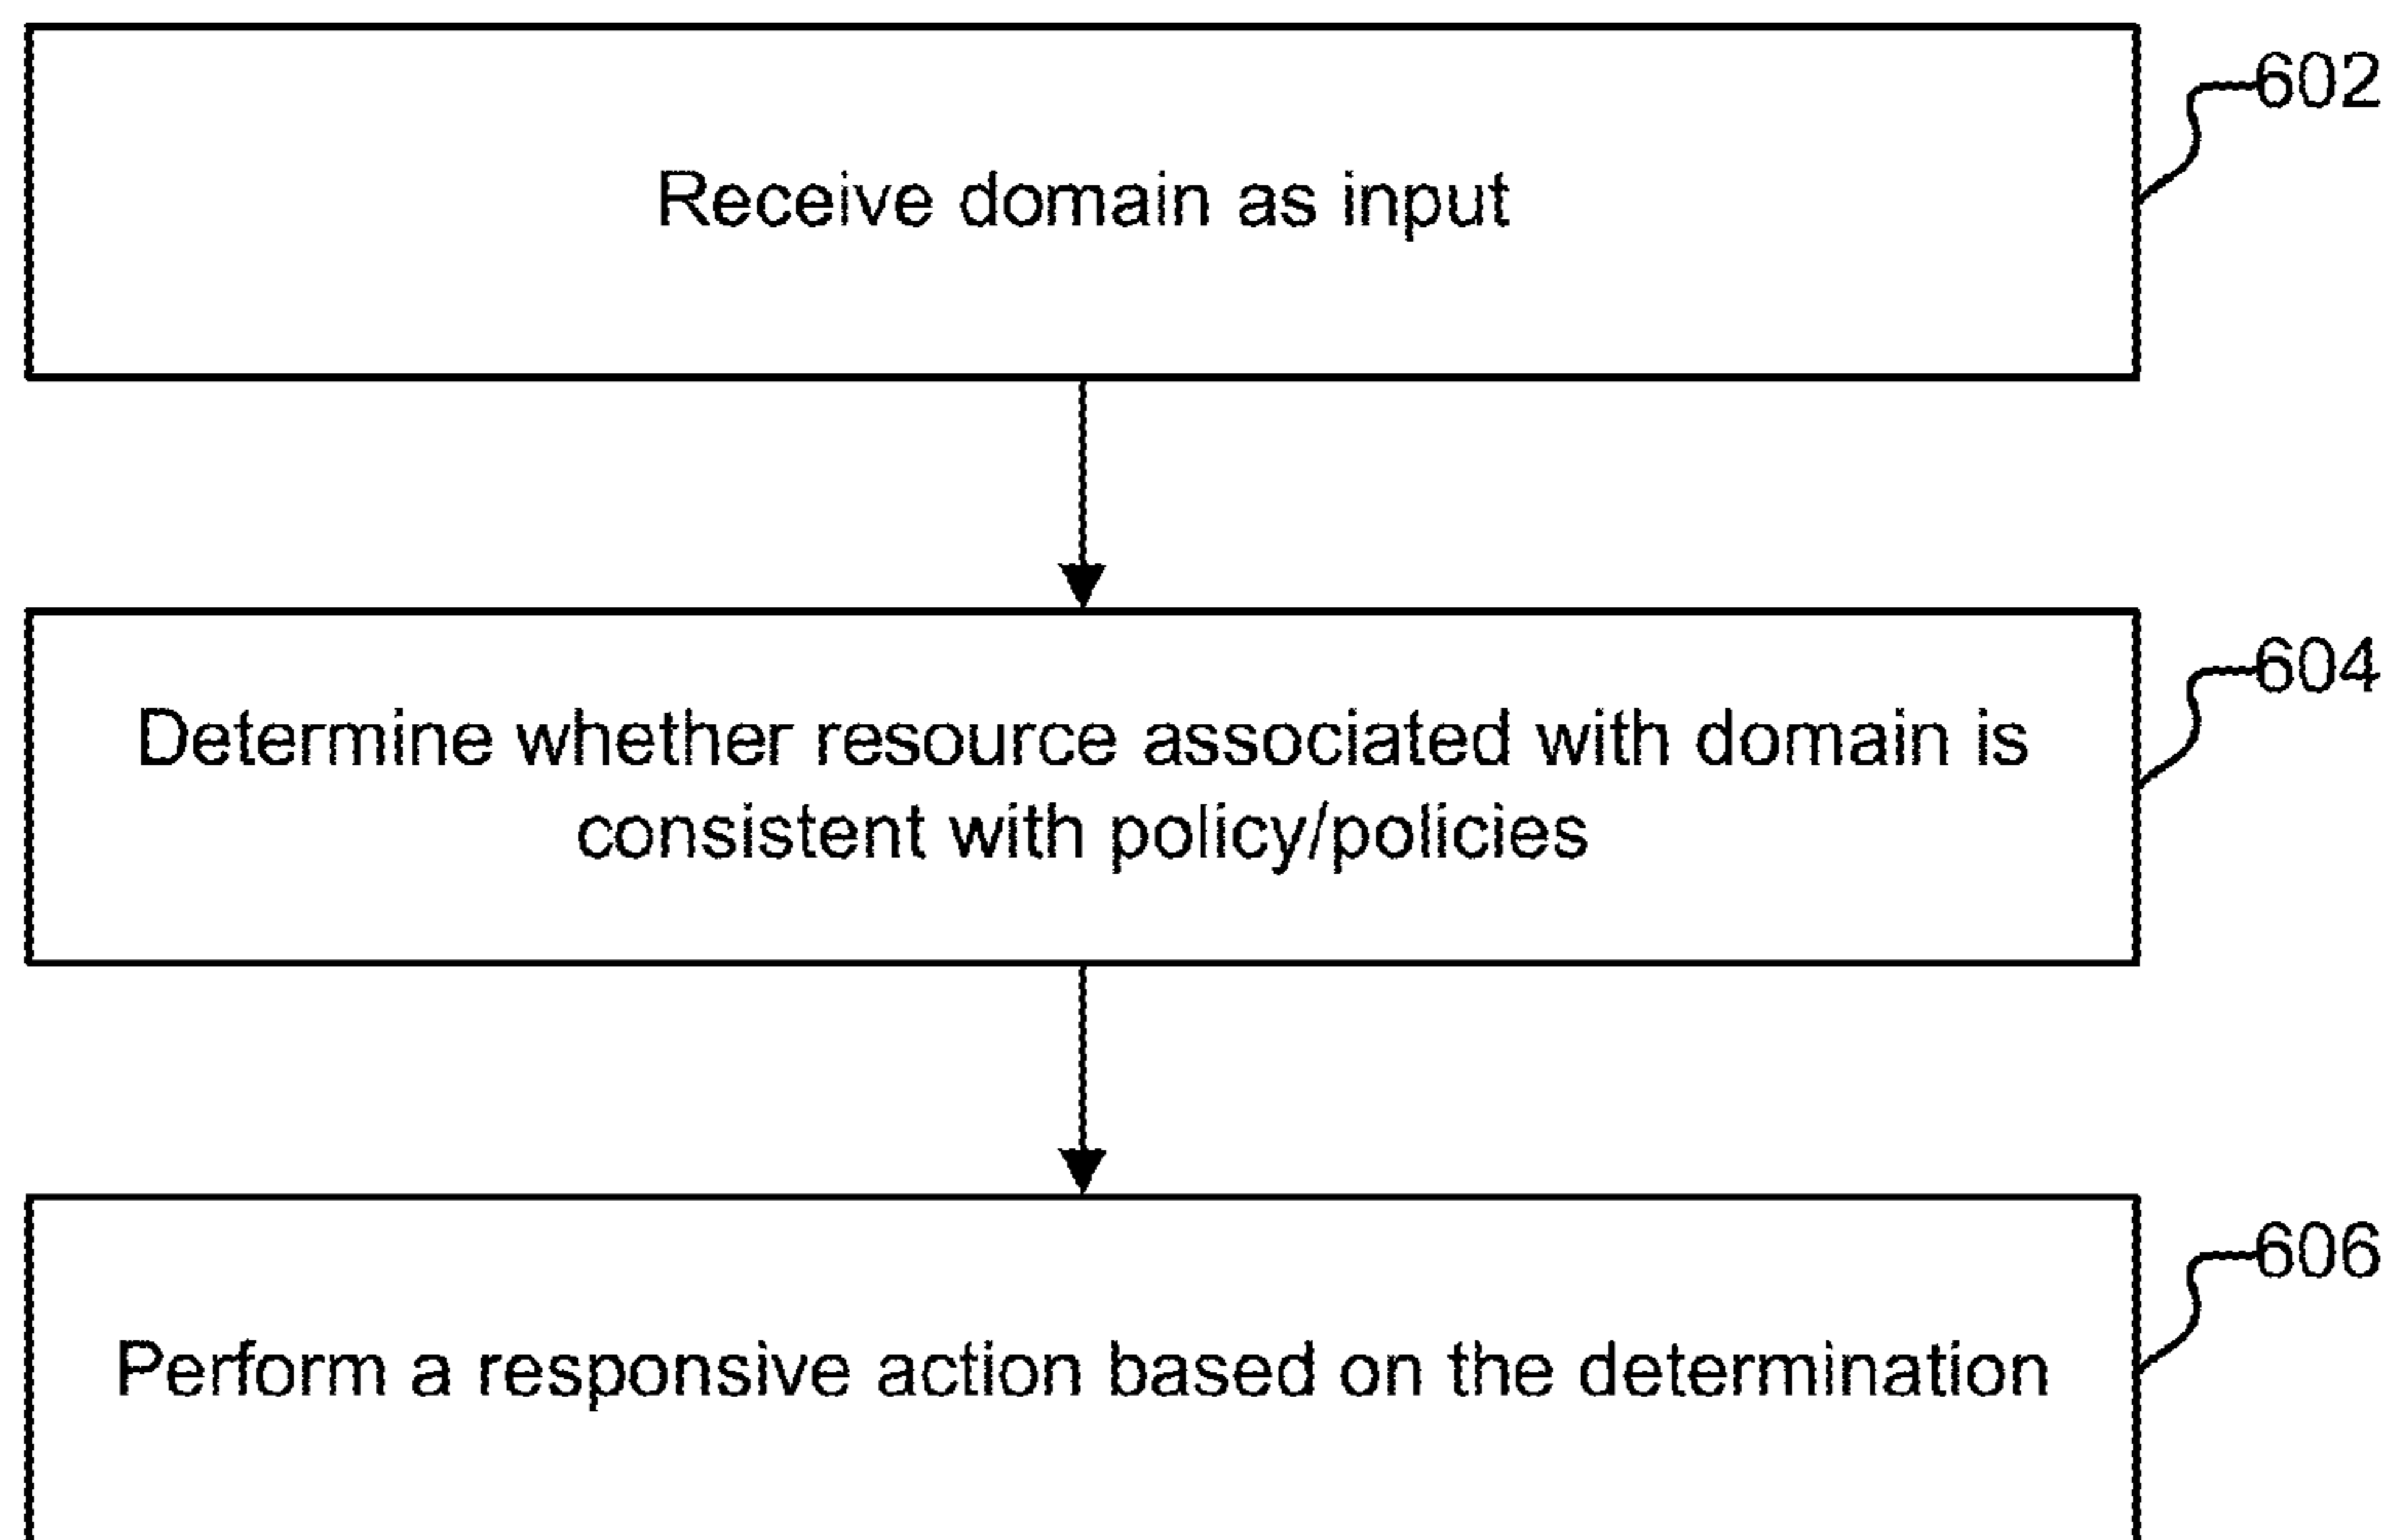 602
Receive domain as input
604
Determine whether resource associated with domain is
consistent with policy/policies
606
Perform a responsive action based on the determination